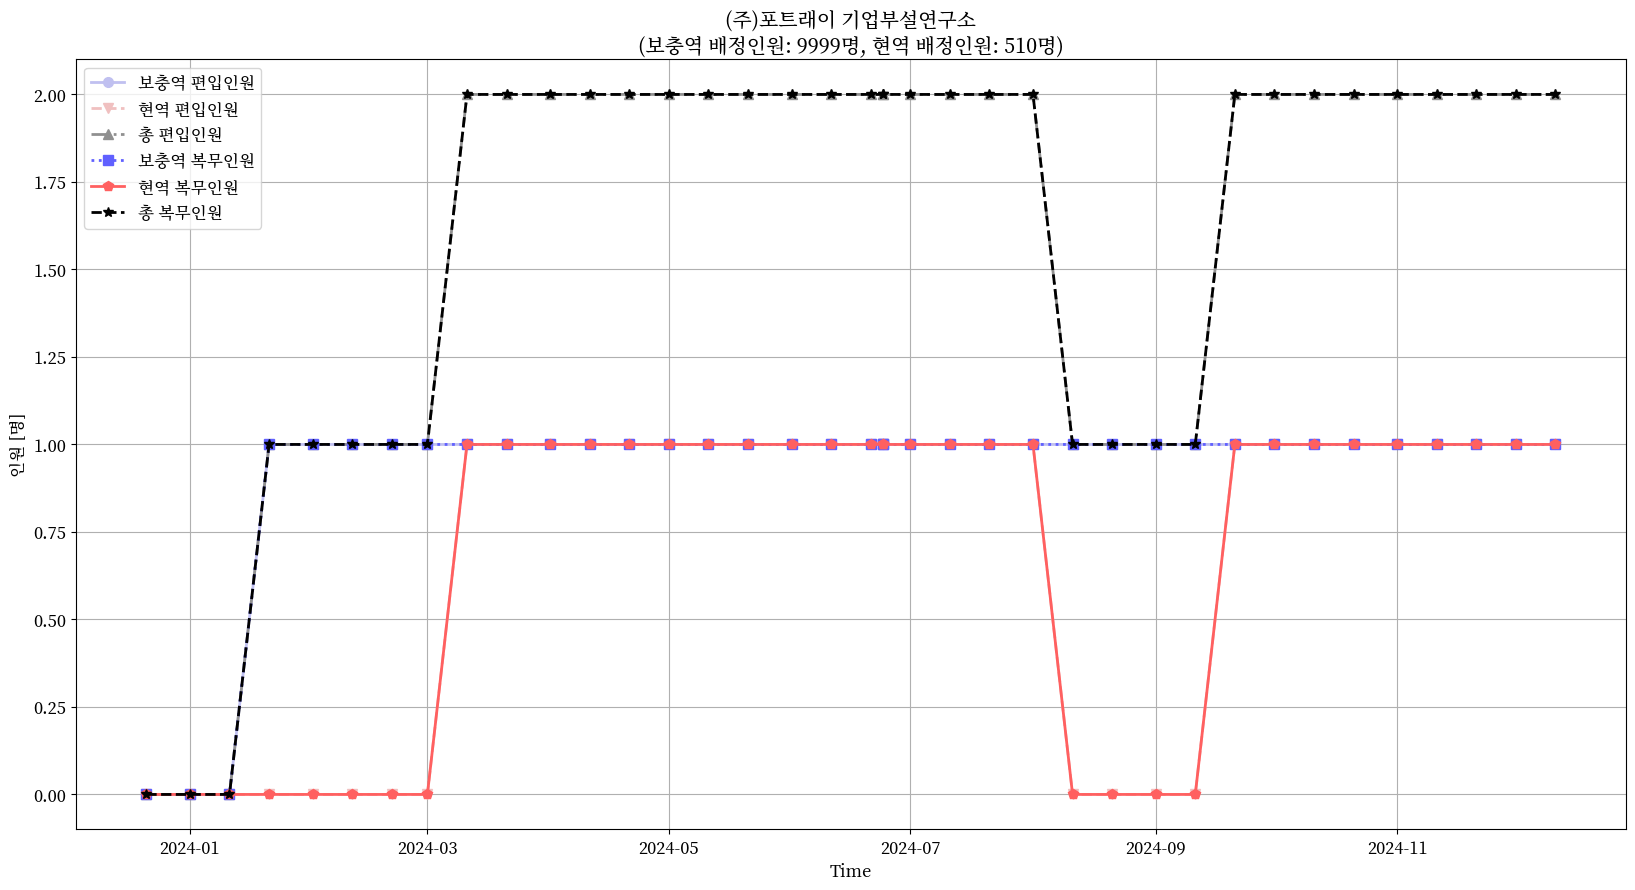 (주)포트래이 기업부설연구소
(보충역 배정인원: 9999명, 현역 배정인원: 510명)
보충역 편입인원
현역 편입인원
총 편입인원
보충역 복무인원
현역 복무인원
총 복무인원
2.00
1.75
1.50
1.25
1.00
0.75
0.50
0.25
0.00
인원 [명]
2024-01
2024-03
2024-05
2024-07
2024-09
2024-11
Time